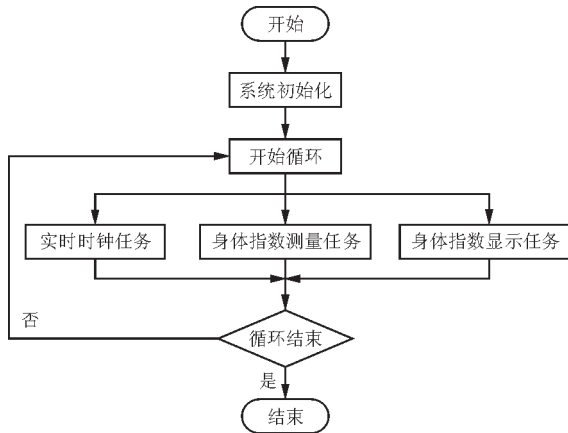 开始
系统初始化
开始循环
实时时钟任务
身体指数测量任务
身体指数显示任务
否
循环结束
是
结束